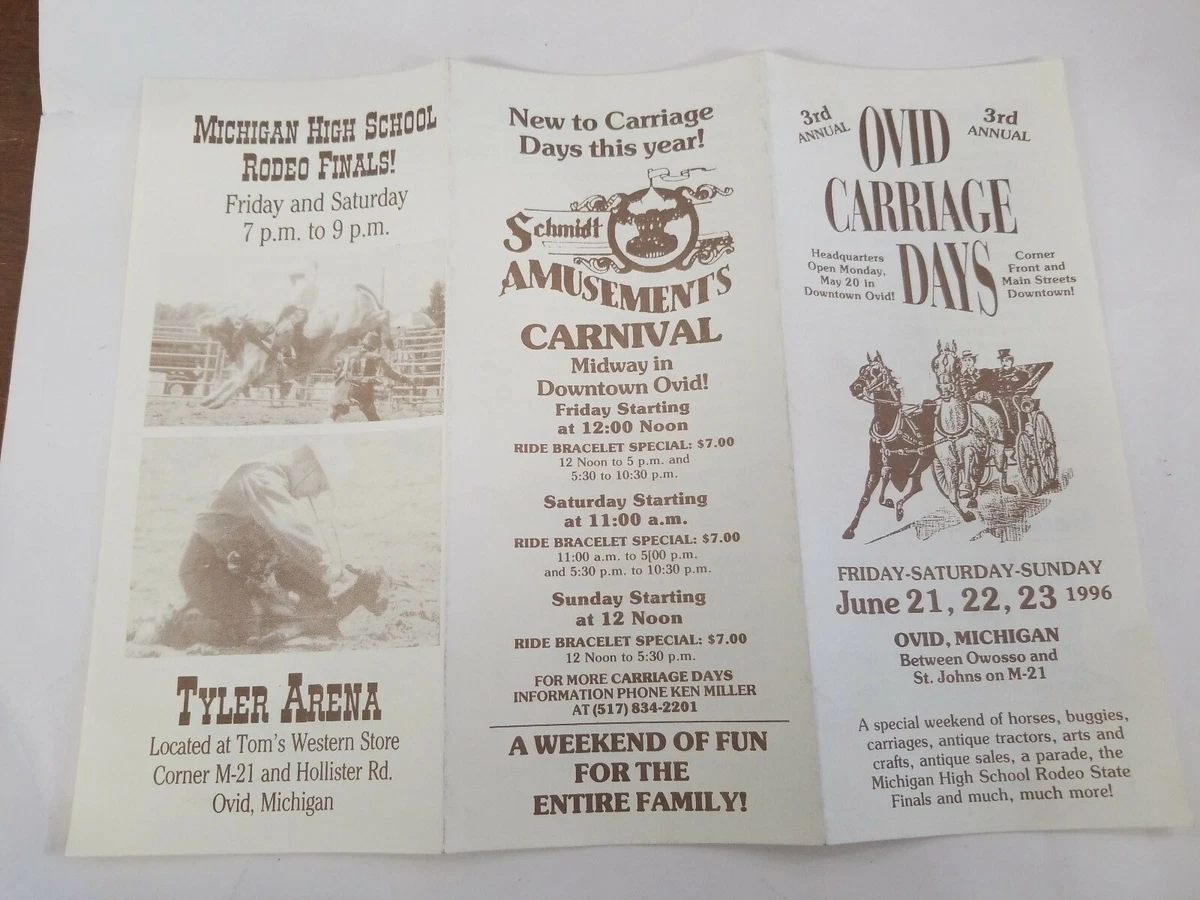 MICHIGAN HIGH SCHOOL
RODEO FINALS!
Friday and Saturday
7 p.m. to 9 p.m.
TYLER ARENA
Located at Tom's Western Store
Corner M-21 and Hollister Rd.
Ovid, Michigan
New to Carriage
Days this year!
Schmidt
AMUSEMENTS
CARNIVAL
Midway in
Downtown Ovid!
Friday Starting
at 12:00 Noon
RIDE BRACELET SPECIAL: $7.00
12 Noon to 5 p.m. and
5:30 to 10:30 p.m.
Saturday Starting
at 11:00 a.m.
RIDE BRACELET SPECIAL: $7.00
11:00 a.m. to 5[00 p.m.
and 5:30 p.m. to 10:30 p.m.
Sunday Starting
at 12 Noon
RIDE BRACELET SPECIAL: $7.00
12 Noon to 5:30 p.m.
FOR MORE CARRIAGE DAYS
INFORMATION PHONE KEN MILLER
AT (517) 834-2201
A WEEKEND OF FUN
FOR THE
ENTIRE FAMILY!
3rd
ANNUAL
OVID
3rd
ANNUAL
CARRIAGE
DAYS
Headquarters
Open Monday,
May 20 in
Downtown Ovid!
Corner
Front and
Main Streets
Downtown!
FRIDAY-SATURDAY-SUNDAY
June 21, 22, 23 1996
OVID, MICHIGAN
Between Owosso and
St. Johns on M-21
A special weekend of horses, buggies,
carriages, antique tractors, arts and
crafts, antique sales, a parade, the
Michigan High School Rodeo State
Finals and much, much more!